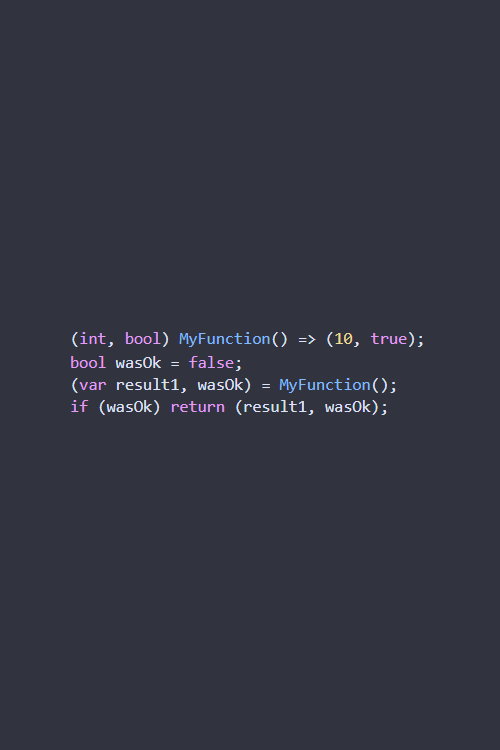 (int, bool) MyFunction() => (10, true);
bool wasOk = false;
(var result1, wasOk) = MyFunction();
if (wasOk) return (result1, wasOk);